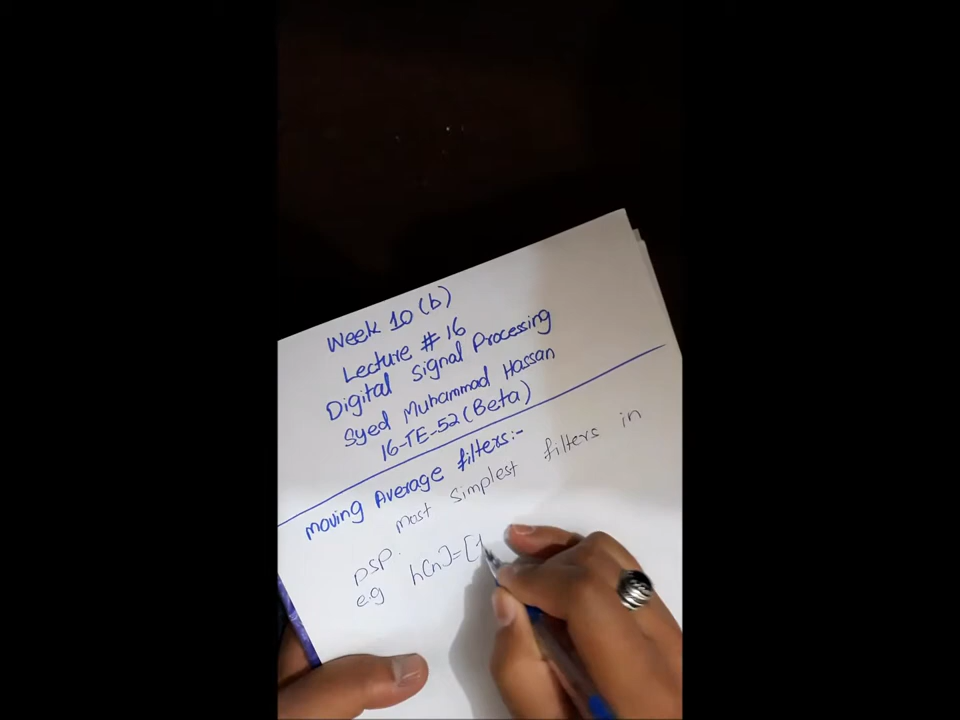 Week 10 (b)
Lecture # 16
Digital Signal Processing
Syed Muhammad Hassan
16-TE-52 (Beta)
Moving Average filters:-
most simplest filters in
DSP.
e.g h[n]=[1